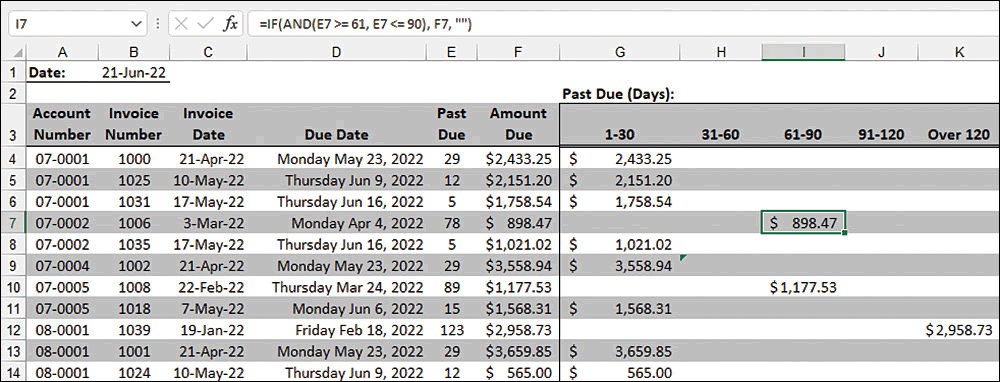 I7 fx =IF(AND(E7 >= 61, E7 <= 90), F7, "")
A B C D E F G H I J K
1 Date: 21-Jun-22
2 Past Due (Days):
Account Invoice Invoice Past Amount
3 Number Number Date Due Date Due Due 1-30 31-60 61-90 91-120 Over 120
4 07-0001 1000 21-Apr-22 Monday May 23, 2022 29 $2,433.25 $ 2,433.25
5 07-0001 1025 10-May-22 Thursday Jun 9, 2022 12 $2,151.20 $ 2,151.20
6 07-0001 1031 17-May-22 Thursday Jun 16, 2022 5 $1,758.54 $ 1,758.54
7 07-0002 1006 3-Mar-22 Monday Apr 4, 2022 78 $ 898.47 $ 898.47
8 07-0002 1035 17-May-22 Thursday Jun 16, 2022 5 $1,021.02 $ 1,021.02
9 07-0004 1002 21-Apr-22 Monday May 23, 2022 29 $3,558.94 $ 3,558.94
10 07-0005 1008 22-Feb-22 Thursday Mar 24, 2022 89 $1,177.53 $1,177.53
11 07-0005 1018 7-May-22 Monday Jun 6, 2022 15 $1,568.31 $ 1,568.31
12 08-0001 1039 19-Jan-22 Friday Feb 18, 2022 123 $2,958.73 $2,958.73
13 08-0001 1001 21-Apr-22 Monday May 23, 2022 29 $3,659.85 $ 3,659.85
14 08-0001 1024 10-May-22 Thursday Jun 9, 2022 12 $ 565.00 $ 565.00